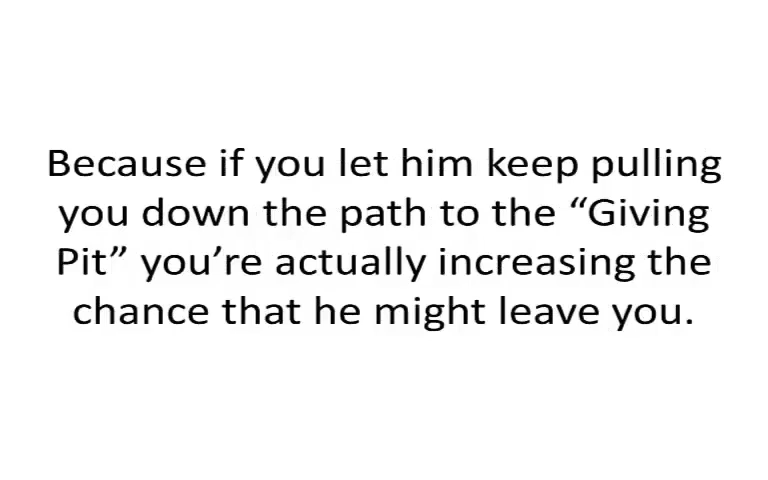 Because if you let him keep pulling
you down the path to the “Giving
Pit” you’re actually increasing the
chance that he might leave you.